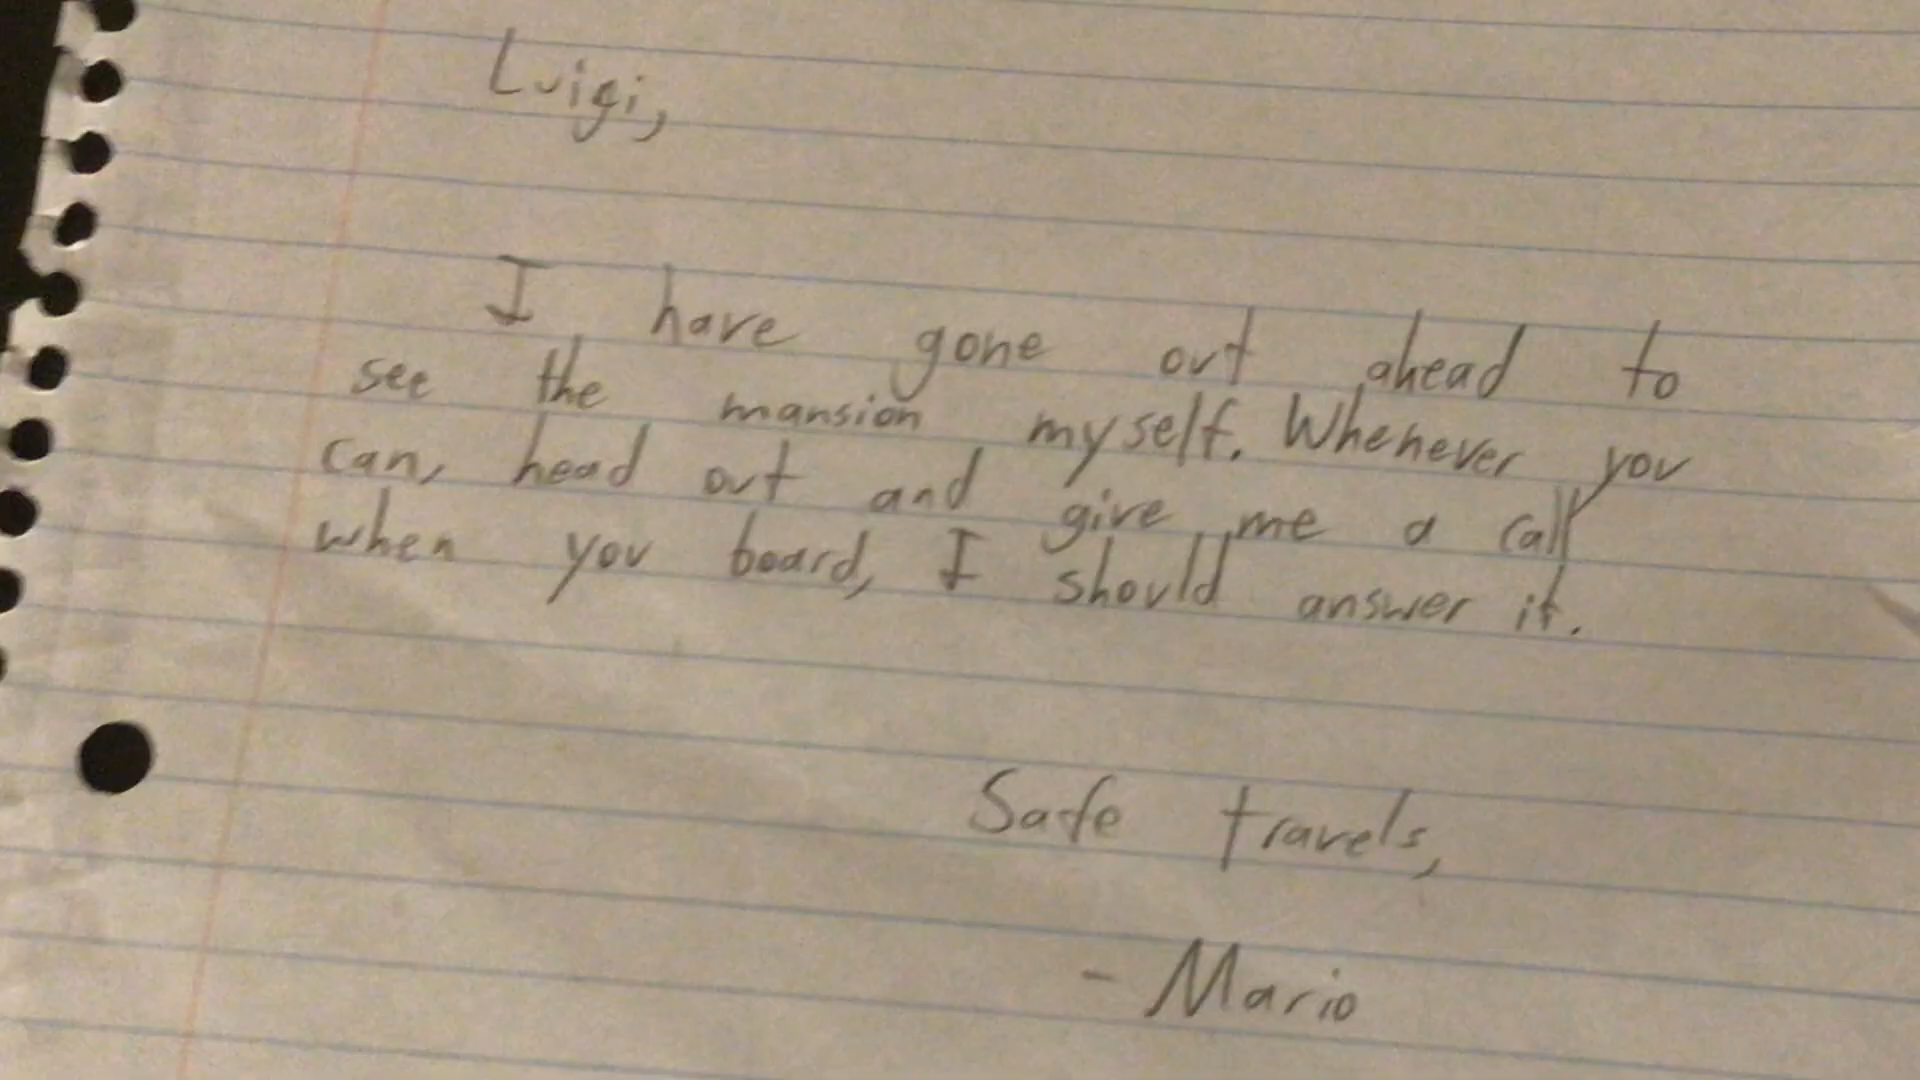 Luigi,
I have gone out ahead to
see the mansion myself. Whenever you
can, head out and give me a call
when you board, I should answer it.
Safe travels,
- Mario